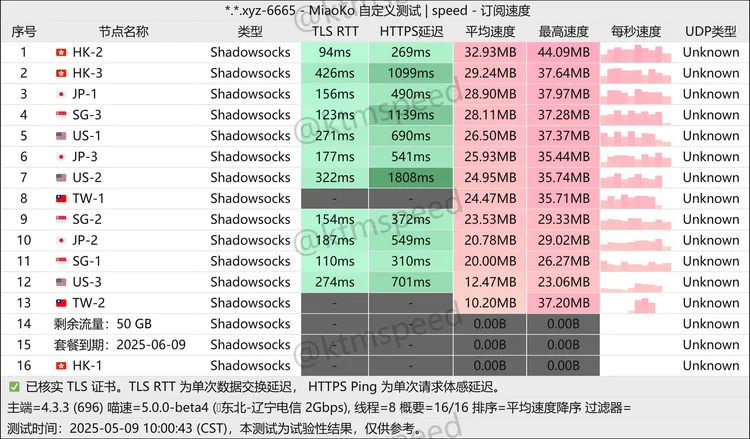 *.*.xyz-6665 - MiaoKo 自定义测试 | speed - 订阅速度
序号 节点名称 类型 TLS RTT HTTPS延迟 平均速度 最高速度 每秒速度 UDP类型
1 HK-2 Shadowsocks 94ms 269ms 32.93MB 44.09MB Unknown
2 HK-3 Shadowsocks 426ms 1099ms 29.24MB 37.64MB Unknown
3 JP-1 Shadowsocks 156ms 490ms 28.90MB 37.97MB Unknown
4 SG-3 Shadowsocks 123ms 1139ms 28.11MB 37.28MB Unknown
5 US-1 Shadowsocks 271ms 690ms 26.50MB 37.37MB Unknown
6 JP-3 Shadowsocks 177ms 541ms 25.93MB 35.44MB Unknown
7 US-2 Shadowsocks 322ms 1808ms 24.95MB 35.74MB Unknown
8 TW-1 Shadowsocks - - 24.47MB 35.71MB Unknown
9 SG-2 Shadowsocks 154ms 372ms 23.53MB 29.33MB Unknown
10 JP-2 Shadowsocks 187ms 549ms 20.78MB 29.02MB Unknown
11 SG-1 Shadowsocks 110ms 310ms 20.00MB 26.27MB Unknown
12 US-3 Shadowsocks 274ms 701ms 12.47MB 23.06MB Unknown
13 TW-2 Shadowsocks - - 10.20MB 37.20MB Unknown
14 剩余流量：50 GB Shadowsocks - - 0.00B 0.00B Unknown
15 套餐到期：2025-06-09 Shadowsocks - - 0.00B 0.00B Unknown
16 HK-1 Shadowsocks - - 0.00B 0.00B Unknown
✅ 已核实 TLS 证书。TLS RTT 为单次数据交换延迟， HTTPS Ping 为单次请求体感延迟。
主端=4.3.3 (696) 喵速=5.0.0-beta4 (东北-辽宁电信 2Gbps), 线程=8 概要=16/16 排序=平均速度降序 过滤器=
测试时间：2025-05-09 10:00:43 (CST)，本测试为试验性结果，仅供参考。
@ktmspeed
@ktmspeed
@ktmspeed
@ktmspeed